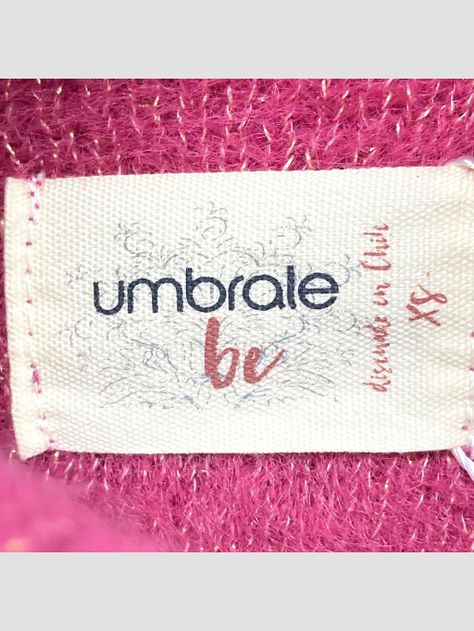 umbrale
be
diseñado en Chile
XS